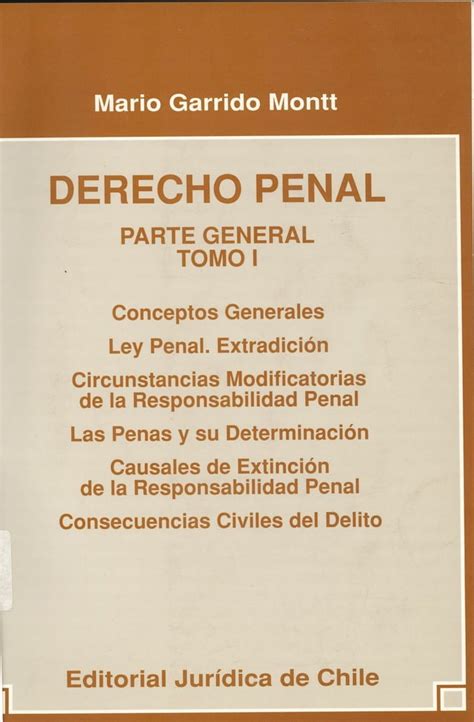 Mario Garrido Montt
DERECHO PENAL
PARTE GENERAL
TOMO I
Conceptos Generales
Ley Penal. Extradición
Circunstancias Modificatorias
de la Responsabilidad Penal
Las Penas y su Determinación
Causales de Extinción
de la Responsabilidad Penal
Consecuencias Civiles del Delito
Editorial Jurídica de Chile